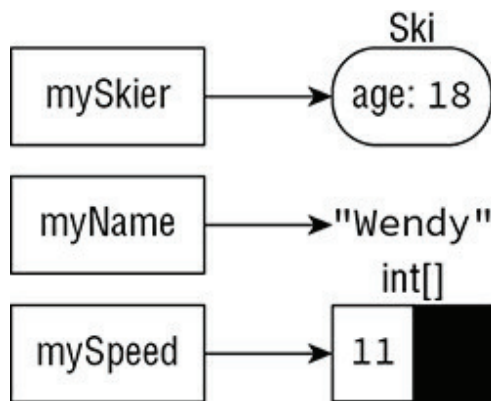 Ski
mySkier
age: 18
myName
"Wendy"
int[]
mySpeed
11